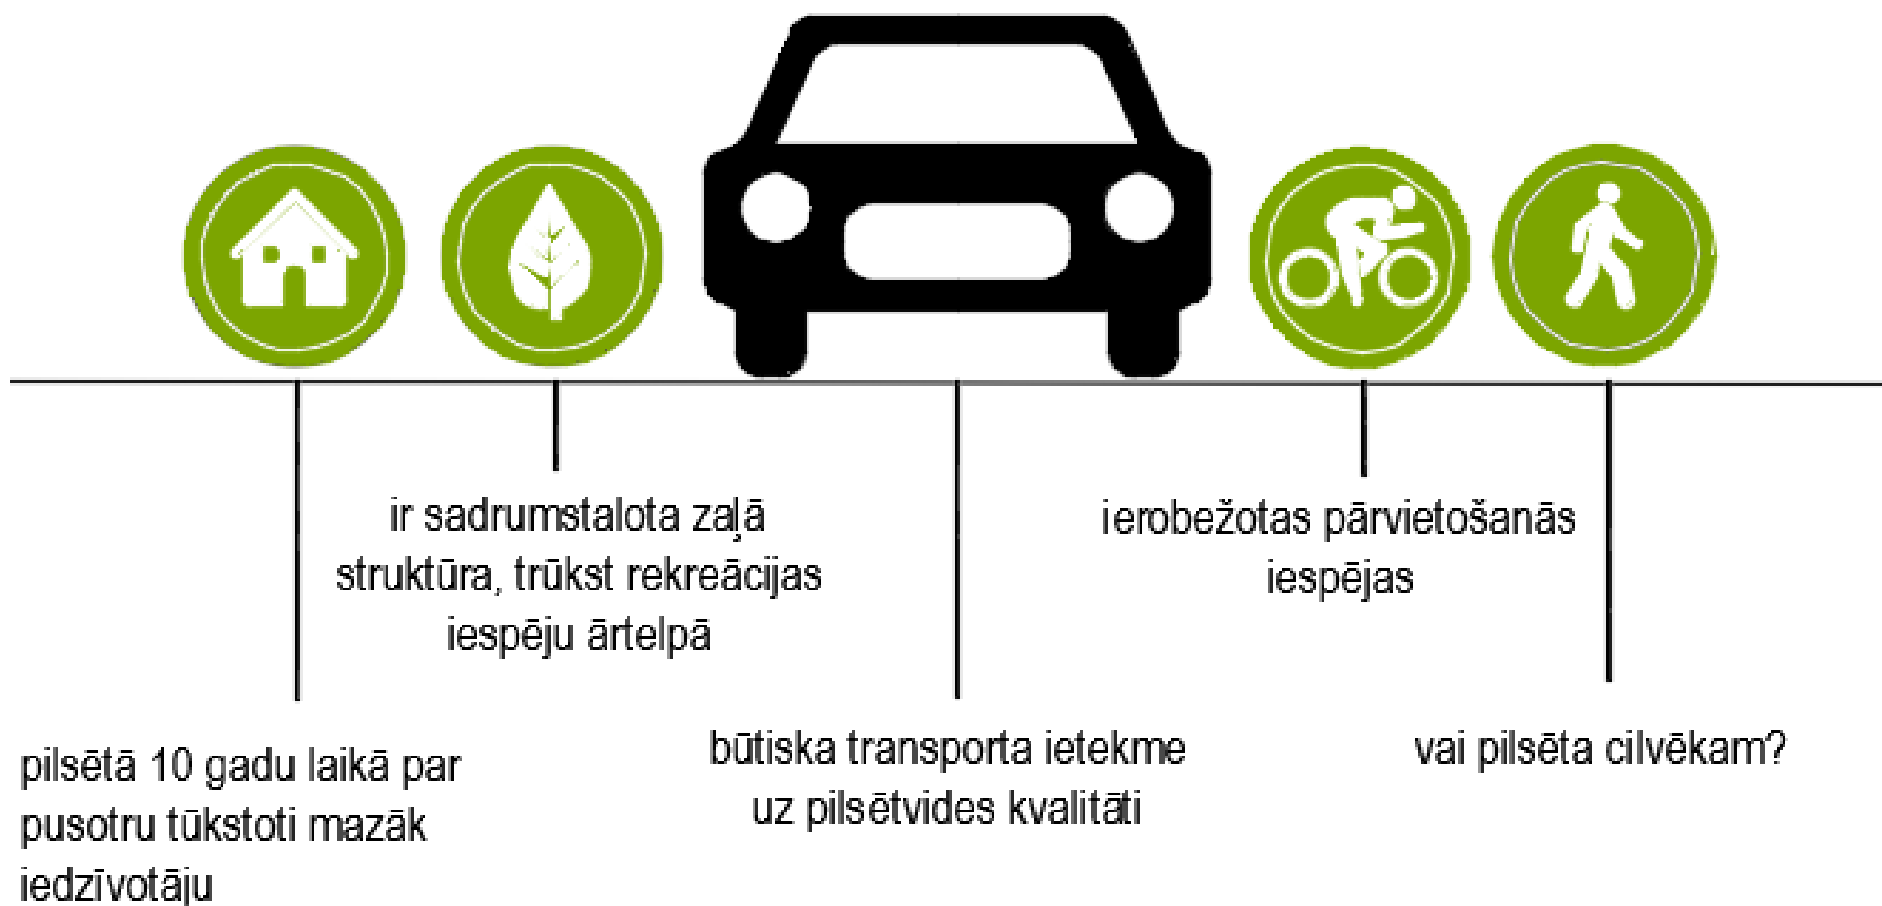 ir sadrumstalota zaļā
struktūra, trūkst rekreācijas
iespēju ārtelpā
ierobežotas pārvietošanās
iespējas
pilsētā 10 gadu laikā par
pusotru tūkstoti mazāk
iedzīvotāju
būtiska transporta ietekme
uz pilsētvides kvalitāti
vai pilsēta cilvēkam?